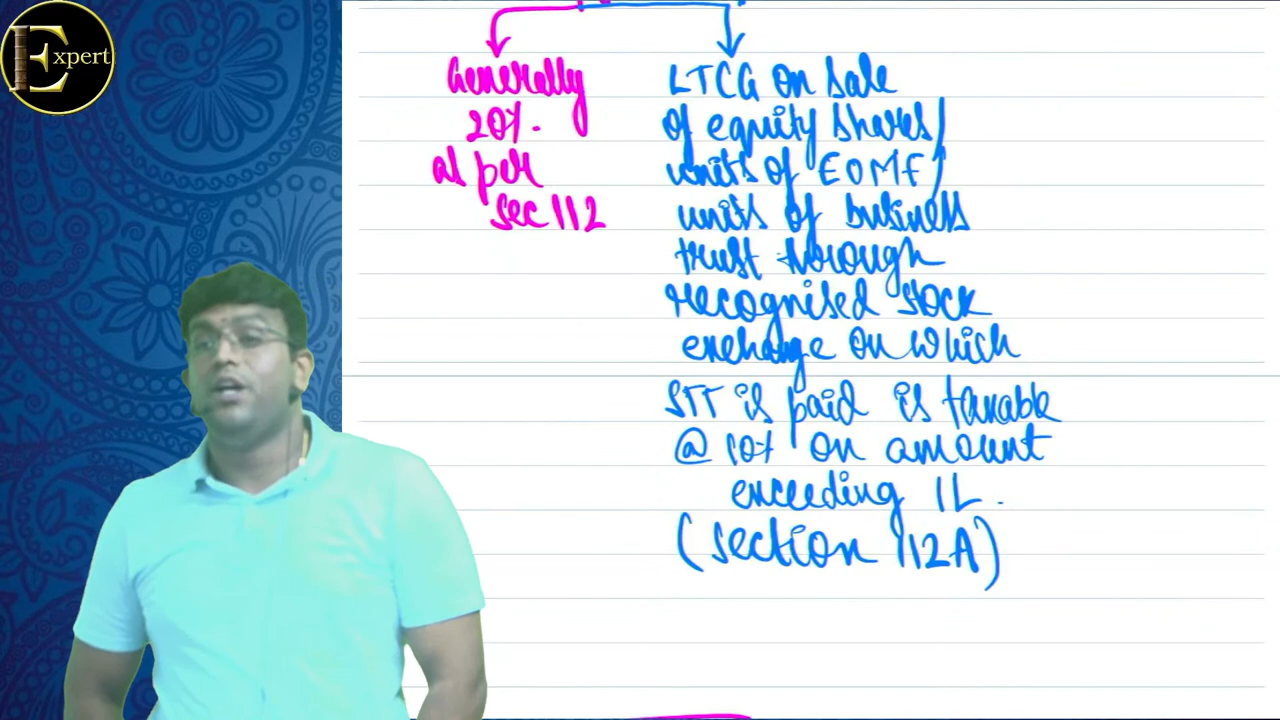 Expert
Generally
20%.
as per
sec 112
LTCG on sale
of equity shares/
units of EOMF/
units of business
trust through
recognised stock
exchange on which
STT is paid is taxable
@ 10% on amount
exceeding 1L.
(section 112A)